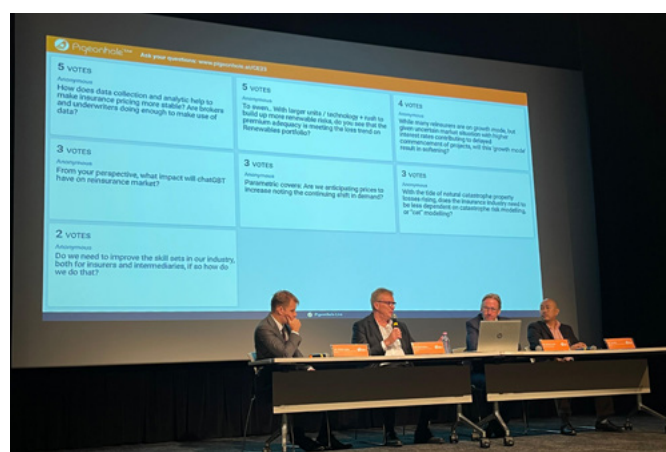 Pigeonhole Live
Ask your questions: www.pigeonhole.at/OEEI
5 VOTES
Anonymous
How does data collection and analytic help to
make insurance pricing more stable? Are brokers
and underwriters doing enough to make use of
data?
5 VOTES
Anonymous
To even.. With larger units / technology + rush to
build up more renewable risks, do you see that the
premium adequacy is meeting the loss trend on
Renewables portfolio?
4 VOTES
Anonymous
While many reinsurers are on growth mode, but
given uncertain market situation with higher
interest rates contributing to delayed
commencement of projects, will this 'growth mode'
result in softening?
3 VOTES
Anonymous
From your perspective, what impact will chatGBT
have on reinsurance market?
3 VOTES
Anonymous
Parametric covers: Are we anticipating prices to
increase noting the continuing shift in demand?
3 VOTES
Anonymous
With the tide of natural catastrophe property
losses rising, does the insurance industry need to
be less dependent on catastrophe risk modelling,
or "cat" modelling?
2 VOTES
Anonymous
Do we need to improve the skill sets in our industry,
both for insurers and intermediaries, if so how do
we do that?
Pigeonhole Live
hp